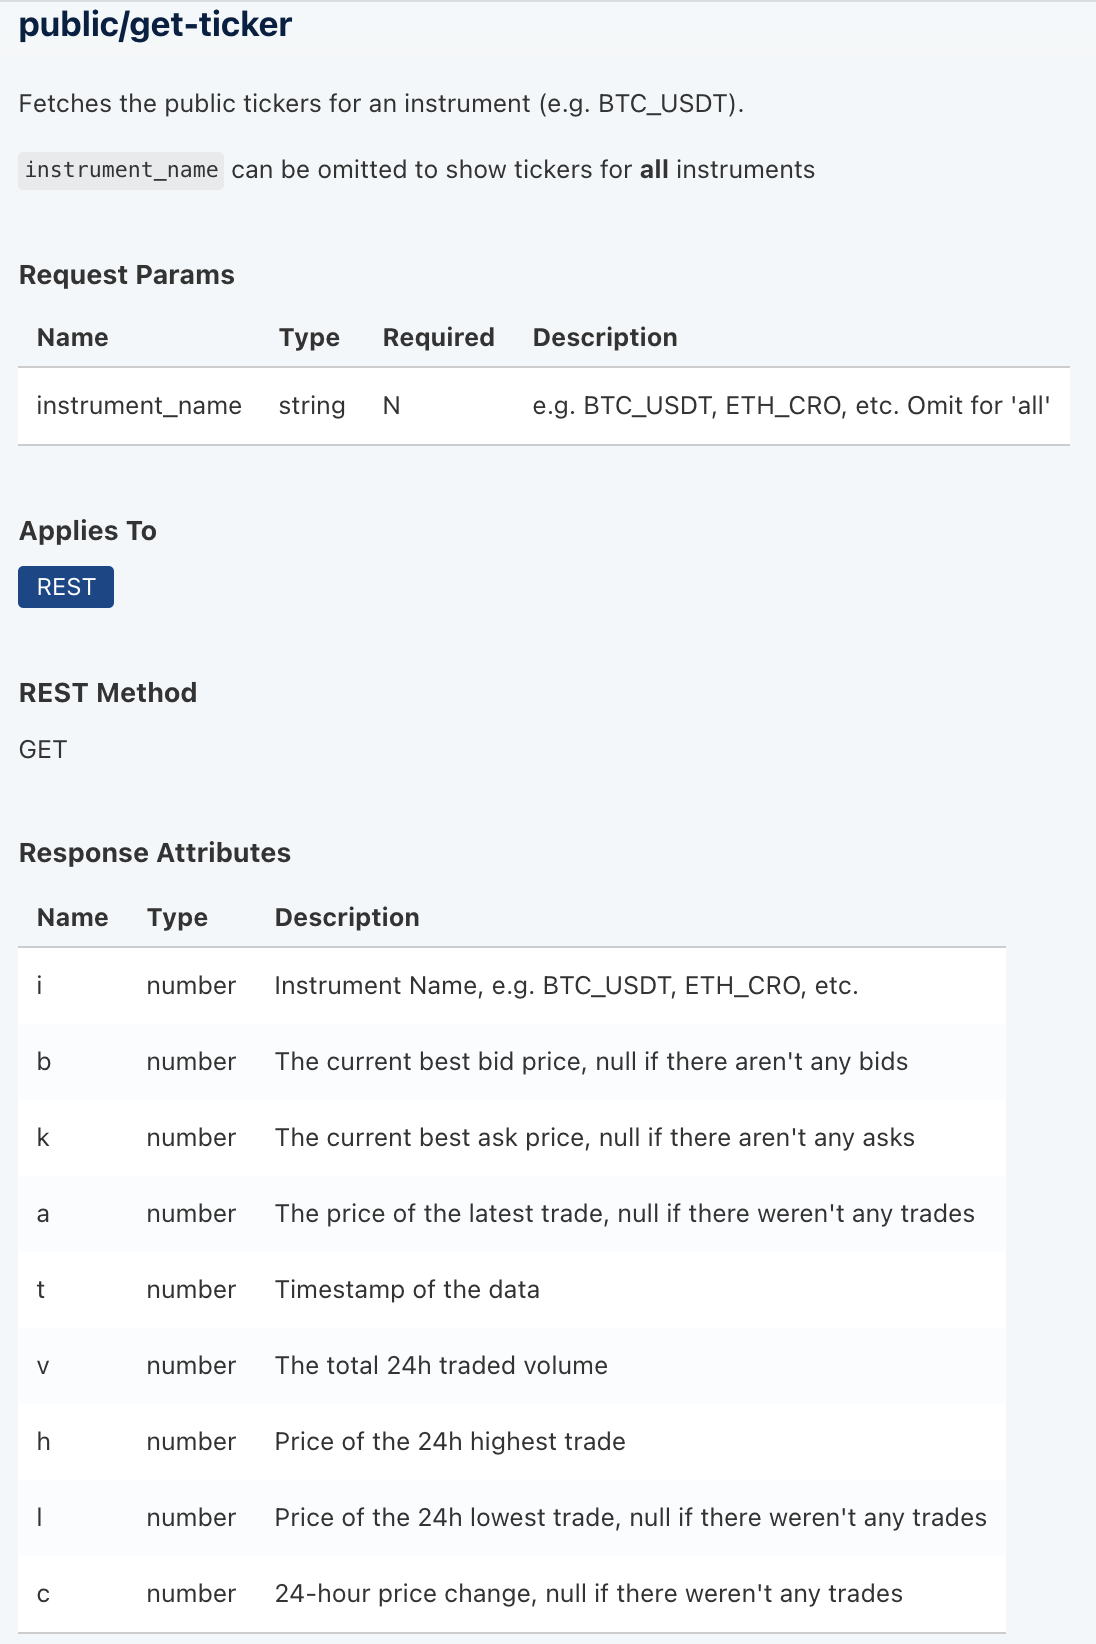 public/get-ticker
Fetches the public tickers for an instrument (e.g. BTC_USDT).
instrument_name can be omitted to show tickers for all instruments
Request Params
Name Type Required Description
instrument_name string N e.g. BTC_USDT, ETH_CRO, etc. Omit for 'all'
Applies To
REST
REST Method
GET
Response Attributes
Name Type Description
i number Instrument Name, e.g. BTC_USDT, ETH_CRO, etc.
b number The current best bid price, null if there aren't any bids
k number The current best ask price, null if there aren't any asks
a number The price of the latest trade, null if there weren't any trades
t number Timestamp of the data
v number The total 24h traded volume
h number Price of the 24h highest trade
l number Price of the 24h lowest trade, null if there weren't any trades
c number 24-hour price change, null if there weren't any trades